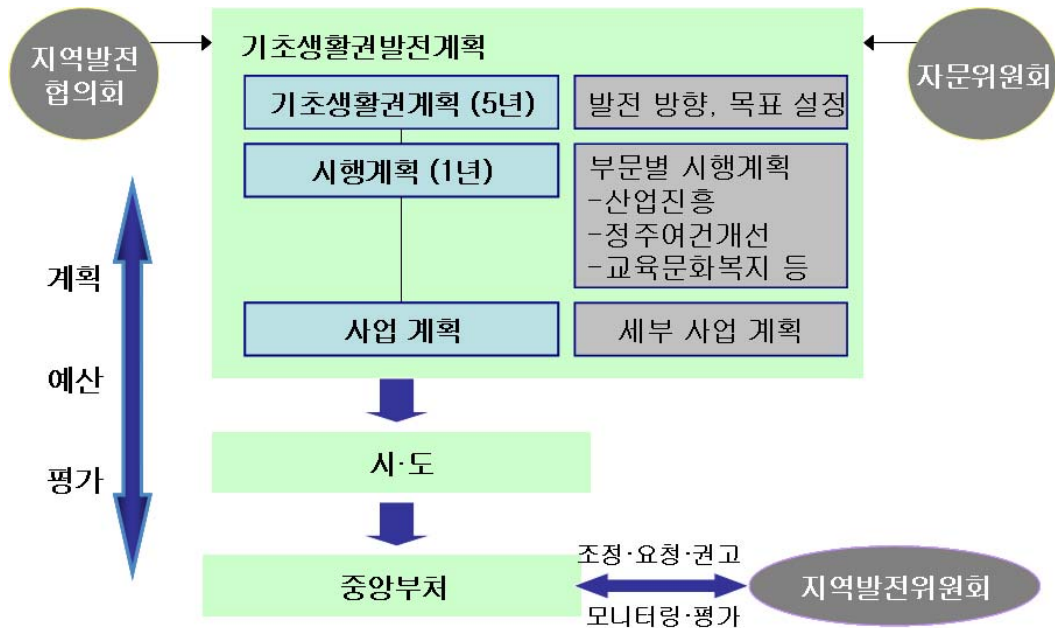 지역발전
협의회
기초생활권발전계획
자문위원회
기초생활권계획 (5년)
발전 방향, 목표 설정
시행계획 (1년)
부문별 시행계획
-산업진흥
-정주여건개선
-교육문화복지 등
사업 계획
세부 사업 계획
계획
예산
평가
시·도
중앙부처
조정·요청·권고
모니터링·평가
지역발전위원회